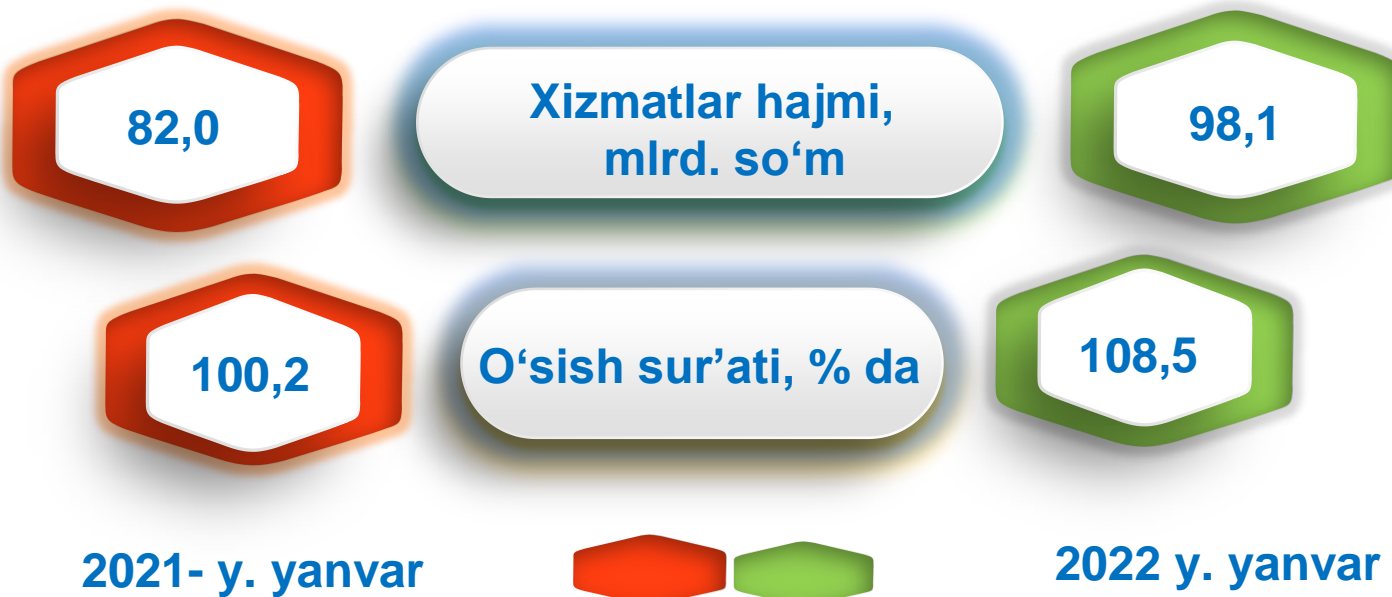 82,0
Xizmatlar hajmi,
mlrd. so‘m
98,1
100,2
O‘sish sur’ati, % da
108,5
2021- y. yanvar
2022 y. yanvar